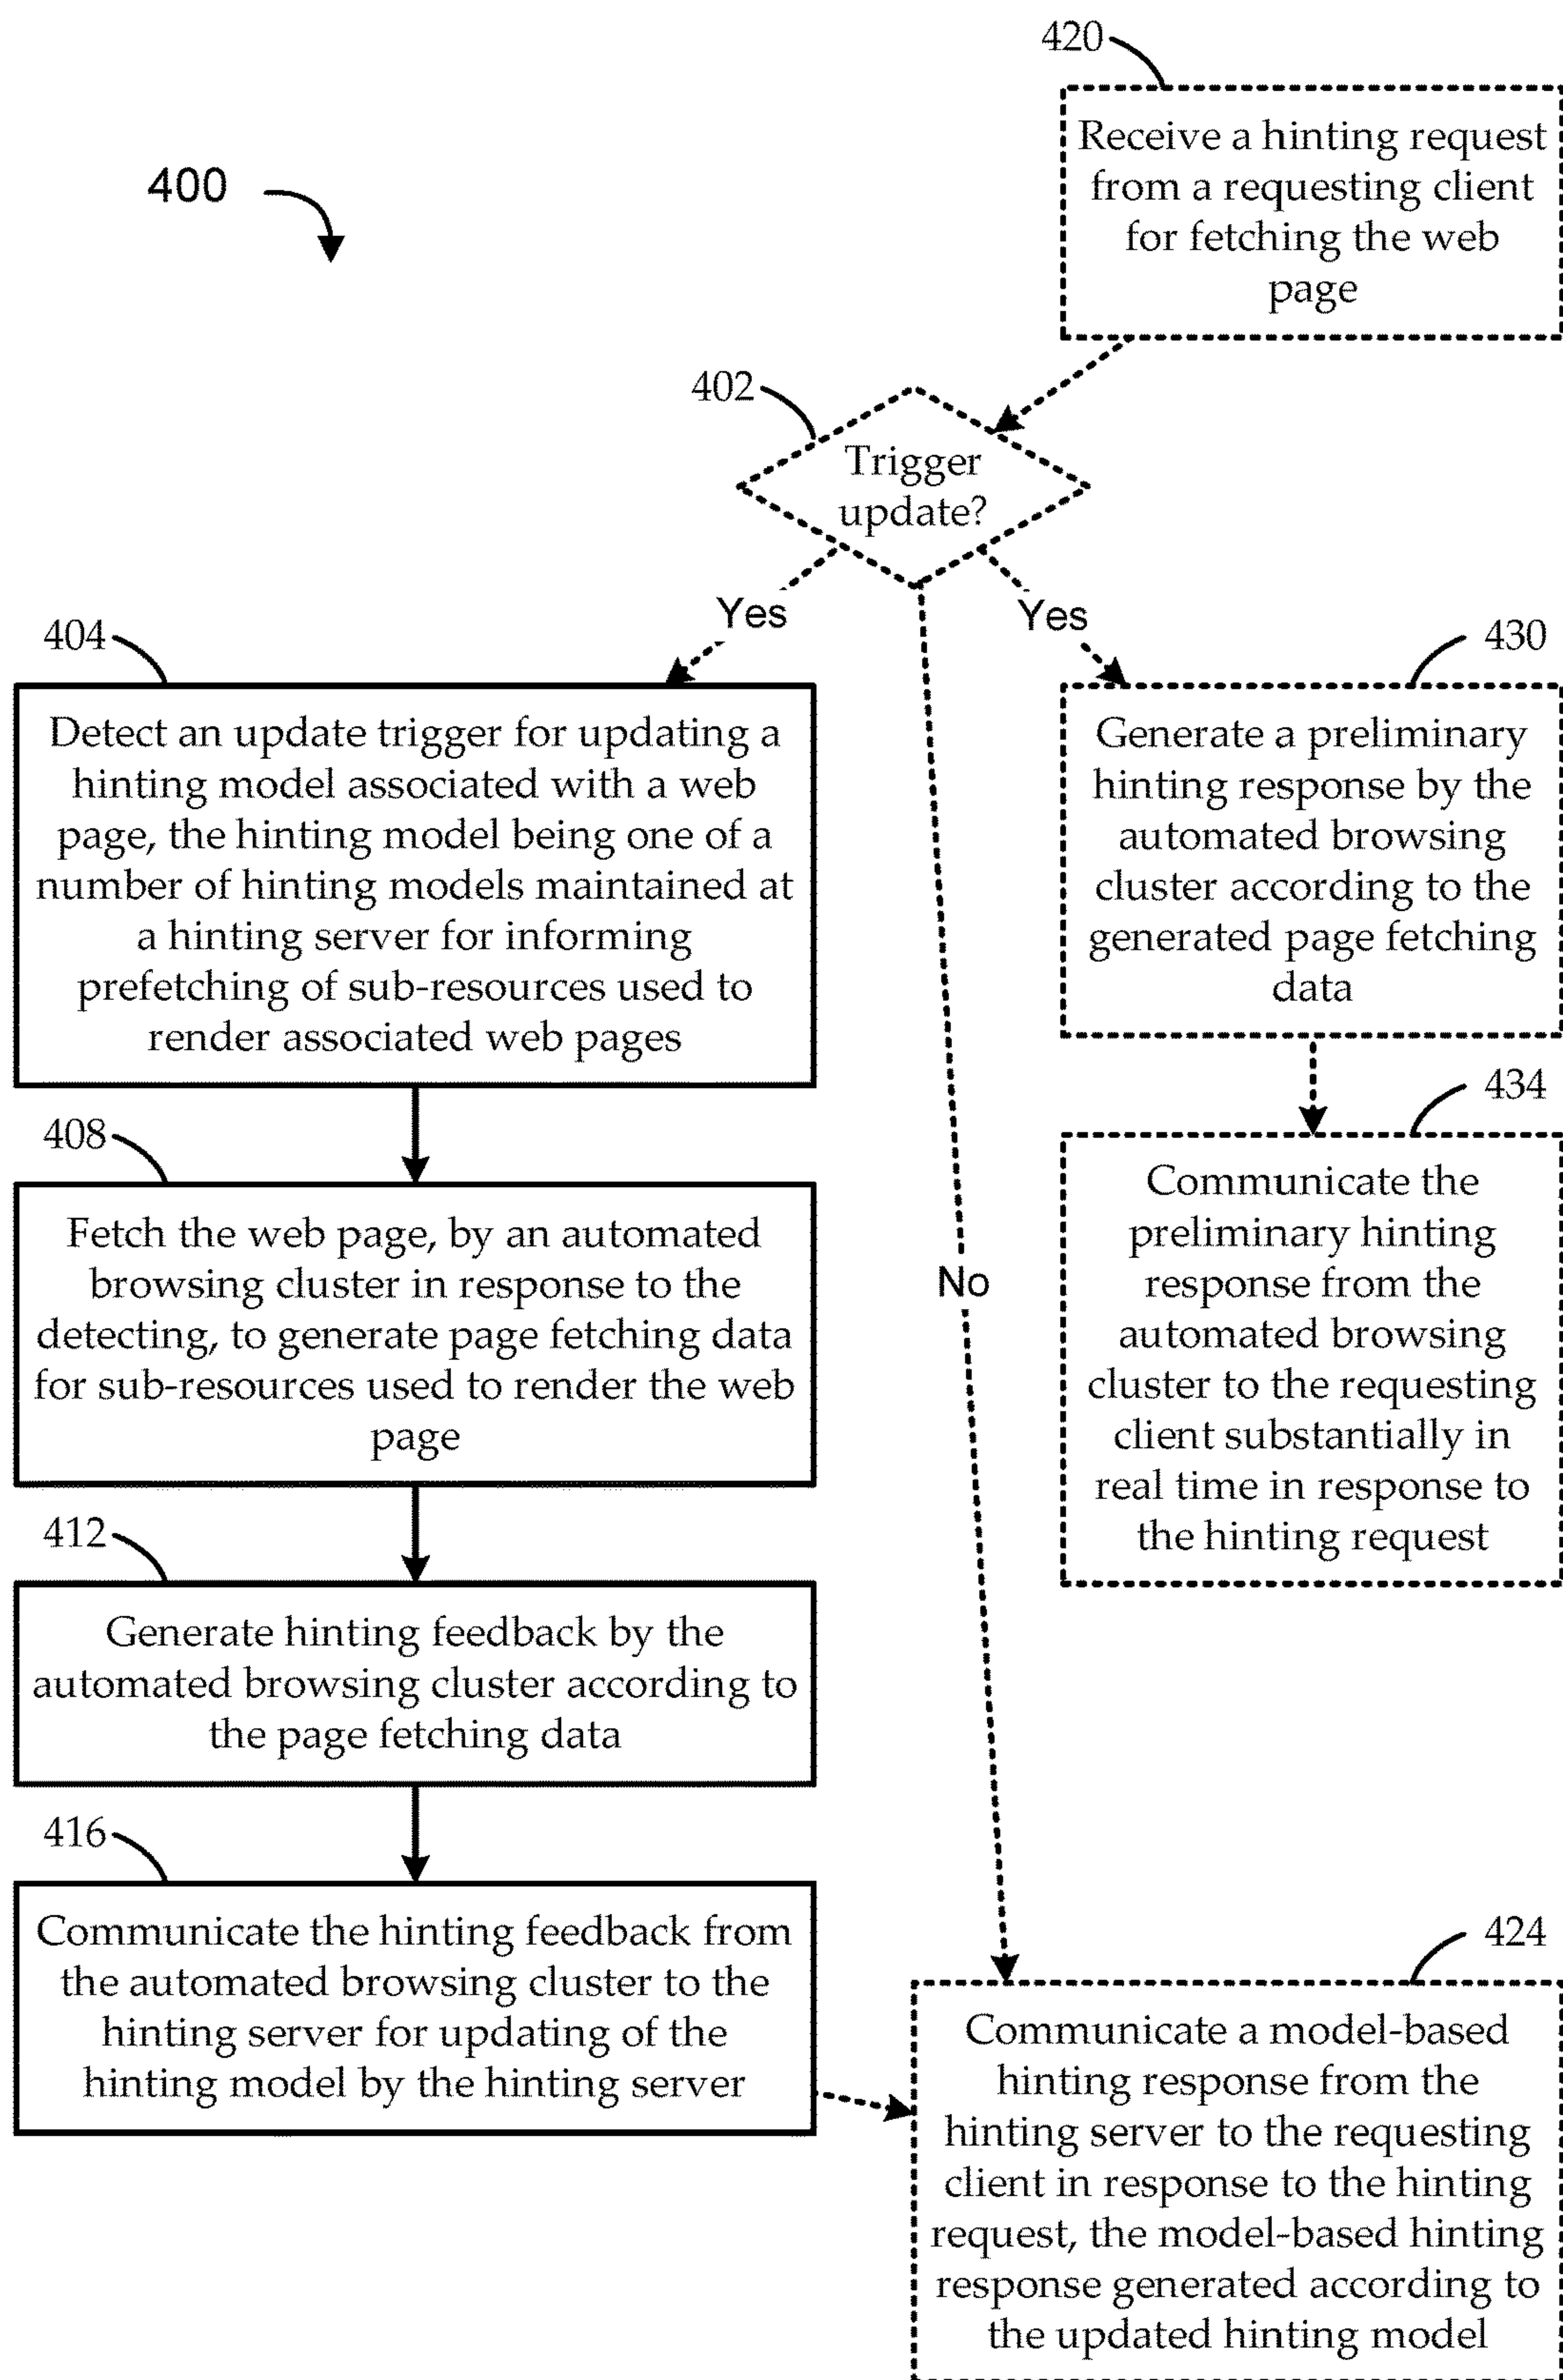 420
Receive a hinting request
from a requesting client
for fetching the web
page
400
402
Trigger
update?
Yes
Yes
404
Detect an update trigger for updating a
hinting model associated with a web
page, the hinting model being one of a
number of hinting models maintained at
a hinting server for informing
prefetching of sub-resources used to
render associated web pages
430
Generate a preliminary
hinting response by the
automated browsing
cluster according to the
generated page fetching
data
408
Fetch the web page, by an automated
browsing cluster in response to the
detecting, to generate page fetching data
for sub-resources used to render the web
page
No
434
Communicate the
preliminary hinting
response from the
automated browsing
cluster to the requesting
client substantially in
real time in response to
the hinting request
412
Generate hinting feedback by the
automated browsing cluster according to
the page fetching data
416
Communicate the hinting feedback from
the automated browsing cluster to the
hinting server for updating of the
hinting model by the hinting server
424
Communicate a model-based
hinting response from the
hinting server to the requesting
client in response to the hinting
request, the model-based hinting
response generated according to
the updated hinting model